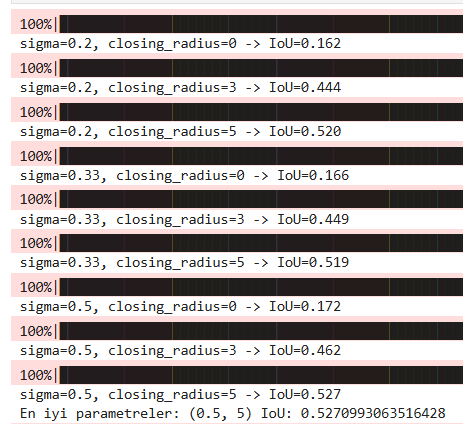 100%|
sigma=0.2, closing_radius=0 -> IoU=0.162
100%|
sigma=0.2, closing_radius=3 -> IoU=0.444
100%|
sigma=0.2, closing_radius=5 -> IoU=0.520
100%|
sigma=0.33, closing_radius=0 -> IoU=0.166
100%|
sigma=0.33, closing_radius=3 -> IoU=0.449
100%|
sigma=0.33, closing_radius=5 -> IoU=0.519
100%|
sigma=0.5, closing_radius=0 -> IoU=0.172
100%|
sigma=0.5, closing_radius=3 -> IoU=0.462
100%|
sigma=0.5, closing_radius=5 -> IoU=0.527
En iyi parametreler: (0.5, 5) IoU: 0.5270993063516428